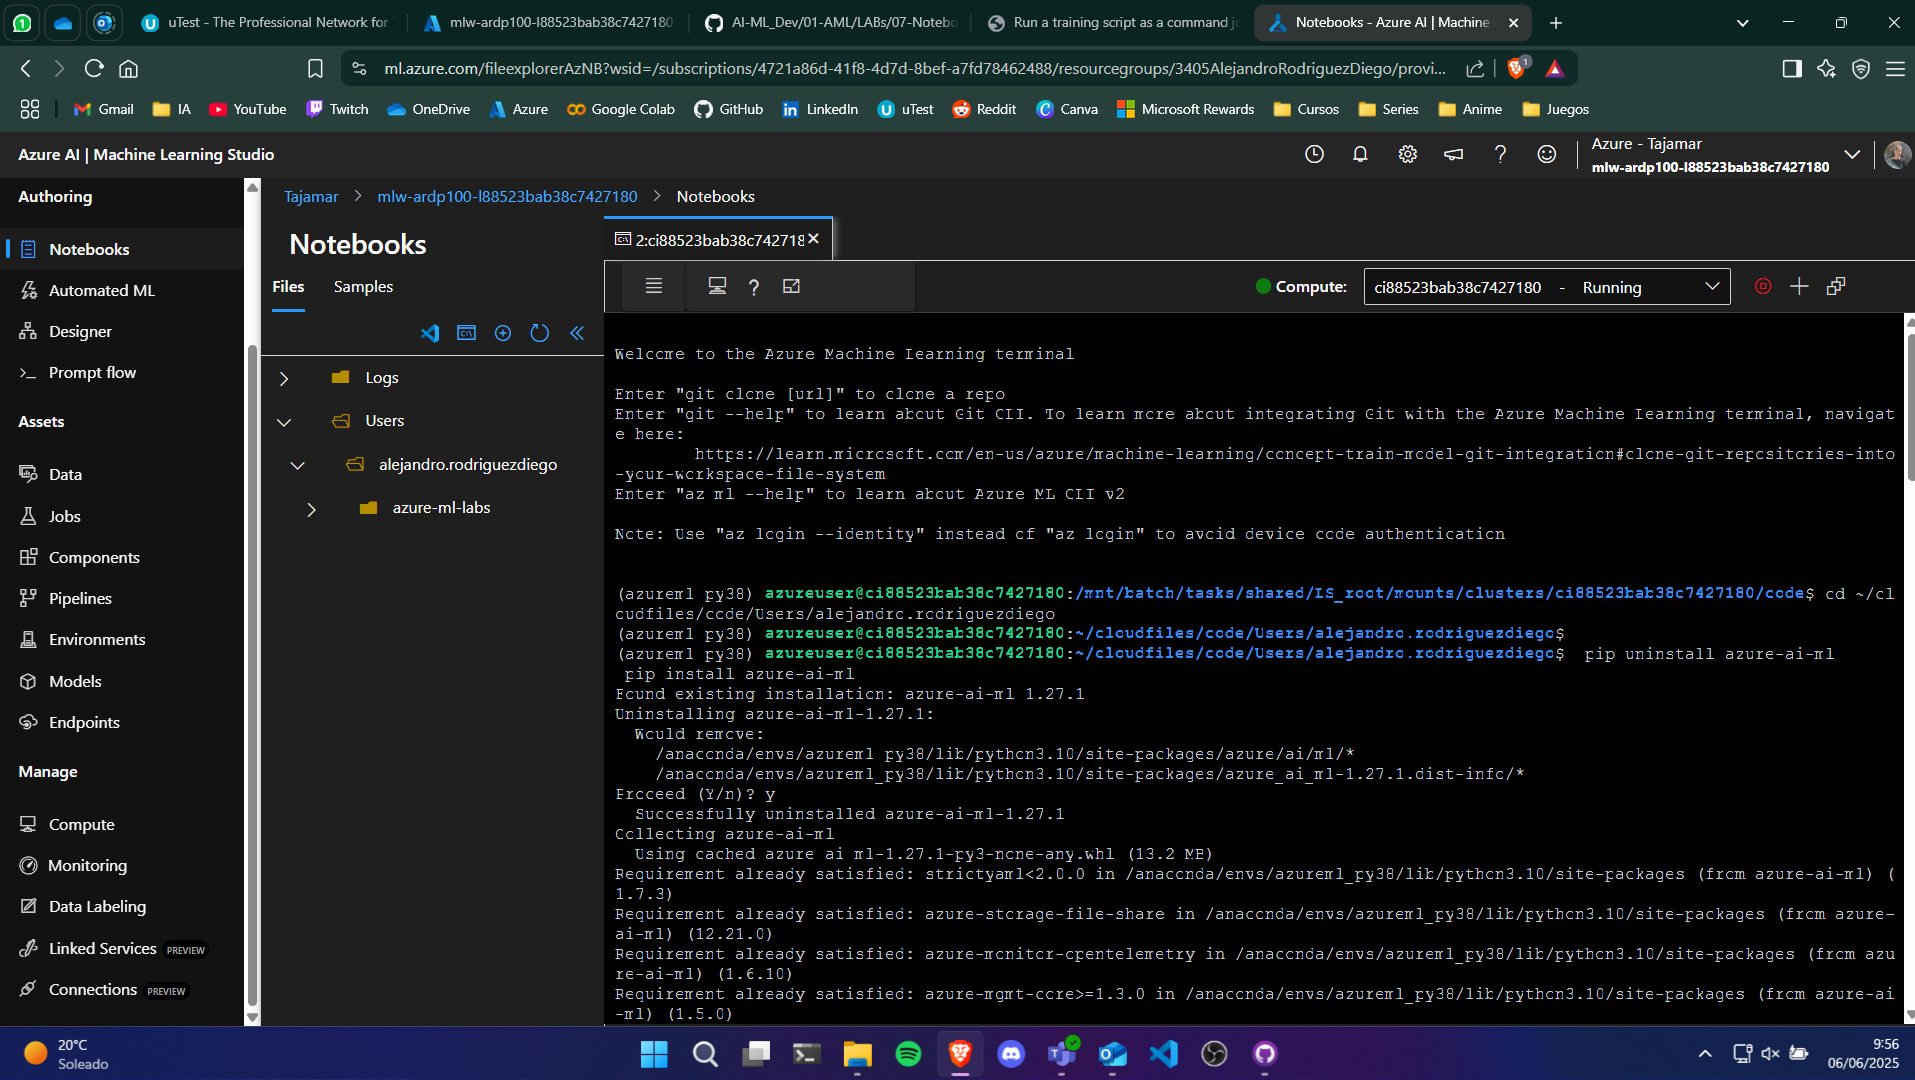 uTest - The Professional Network for
mlw-ardp100-l88523bab38c7427180
AI-ML_Dev/01-AML/LABs/07-Notebo
Run a training script as a command jo
Notebooks - Azure AI | Machine
ml.azure.com/fileexplorerAzNB?wsid=/subscriptions/4721a86d-41f8-4d7d-8bef-a7fd78462488/resourcegroups/3405AlejandroRodriguezDiego/provi...
1
Gmail
IA
YouTube
Twitch
OneDrive
Azure
Google Colab
GitHub
LinkedIn
uTest
Reddit
Canva
Microsoft Rewards
Cursos
Series
Anime
Juegos
Azure AI | Machine Learning Studio
Azure - Tajamar
mlw-ardp100-l88523bab38c7427180
Authoring
Notebooks
Automated ML
Designer
Prompt flow
Assets
Data
Jobs
Components
Pipelines
Environments
Models
Endpoints
Manage
Compute
Monitoring
Data Labeling
Linked Services PREVIEW
Connections PREVIEW
Tajamar > mlw-ardp100-l88523bab38c7427180 > Notebooks
Notebooks
Files
Samples
Logs
Users
alejandro.rodriguezdiego
azure-ml-labs
2:ci88523bab38c742718
Compute:
ci88523bab38c7427180 - Running
Welcome to the Azure Machine Learning terminal
Enter "git clone [url]" to clone a repo
Enter "git --help" to learn about Git CLI. To learn more about integrating Git with the Azure Machine Learning terminal, navigat
e here:
https://learn.microsoft.com/en-us/azure/machine-learning/concept-train-model-git-integration#clone-git-repositories-into
-your-workspace-file-system
Enter "az ml --help" to learn about Azure ML CLI v2
Note: Use "az login --identity" instead of "az login" to avoid device code authentication
(azureml_py38) azureuser@ci88523bab38c7427180:/mnt/batch/tasks/shared/LS_root/mounts/clusters/ci88523bab38c7427180/code$ cd ~/cl
oudfiles/code/Users/alejandro.rodriguezdiego
(azureml_py38) azureuser@ci88523bab38c7427180:~/cloudfiles/code/Users/alejandro.rodriguezdiego$
(azureml_py38) azureuser@ci88523bab38c7427180:~/cloudfiles/code/Users/alejandro.rodriguezdiego$ pip uninstall azure-ai-ml
pip install azure-ai-ml
Found existing installation: azure-ai-ml 1.27.1
Uninstalling azure-ai-ml-1.27.1:
Would remove:
/anaconda/envs/azureml_py38/lib/python3.10/site-packages/azure/ai/ml/*
/anaconda/envs/azureml_py38/lib/python3.10/site-packages/azure_ai_ml-1.27.1.dist-info/*
Proceed (Y/n)? y
Successfully uninstalled azure-ai-ml-1.27.1
Collecting azure-ai-ml
Using cached azure_ai_ml-1.27.1-py3-none-any.whl (13.2 MB)
Requirement already satisfied: strictyaml<2.0.0 in /anaconda/envs/azureml_py38/lib/python3.10/site-packages (from azure-ai-ml) (
1.7.3)
Requirement already satisfied: azure-storage-file-share in /anaconda/envs/azureml_py38/lib/python3.10/site-packages (from azure-
ai-ml) (12.21.0)
Requirement already satisfied: azure-monitor-opentelemetry in /anaconda/envs/azureml_py38/lib/python3.10/site-packages (from azu
re-ai-ml) (1.6.10)
Requirement already satisfied: azure-mgmt-core>=1.3.0 in /anaconda/envs/azureml_py38/lib/python3.10/site-packages (from azure-ai
-ml) (1.5.0)
20°C
Soleado
9:56
06/06/2025